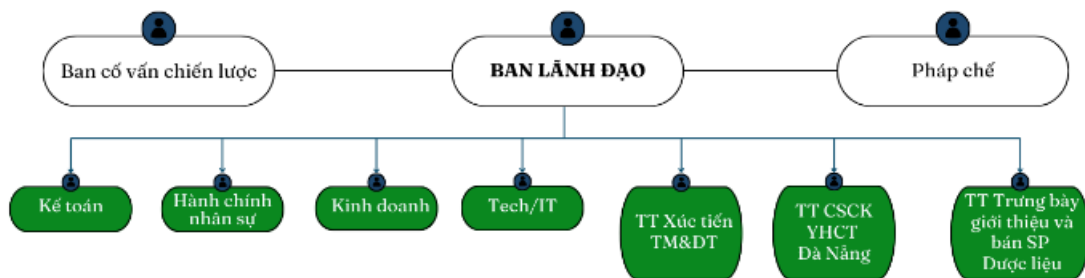 Ban cố vấn chiến lược
BAN LÃNH ĐẠO
Pháp chế
Kế toán
Hành chính
nhân sự
Kinh doanh
Tech/IT
TT Xúc tiến
TM&DT
TT CSCK
YHCT
Đà Nẵng
TT Trưng bày
giới thiệu và
bán SP
Dược liệu